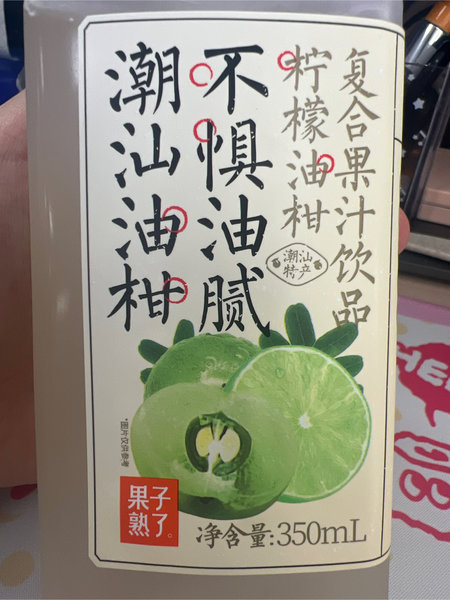 复合果汁饮品
柠檬油柑
不惧油腻
潮汕油柑
潮汕
特产
*图片仅供参考
果子
熟了。
净含量:350mL